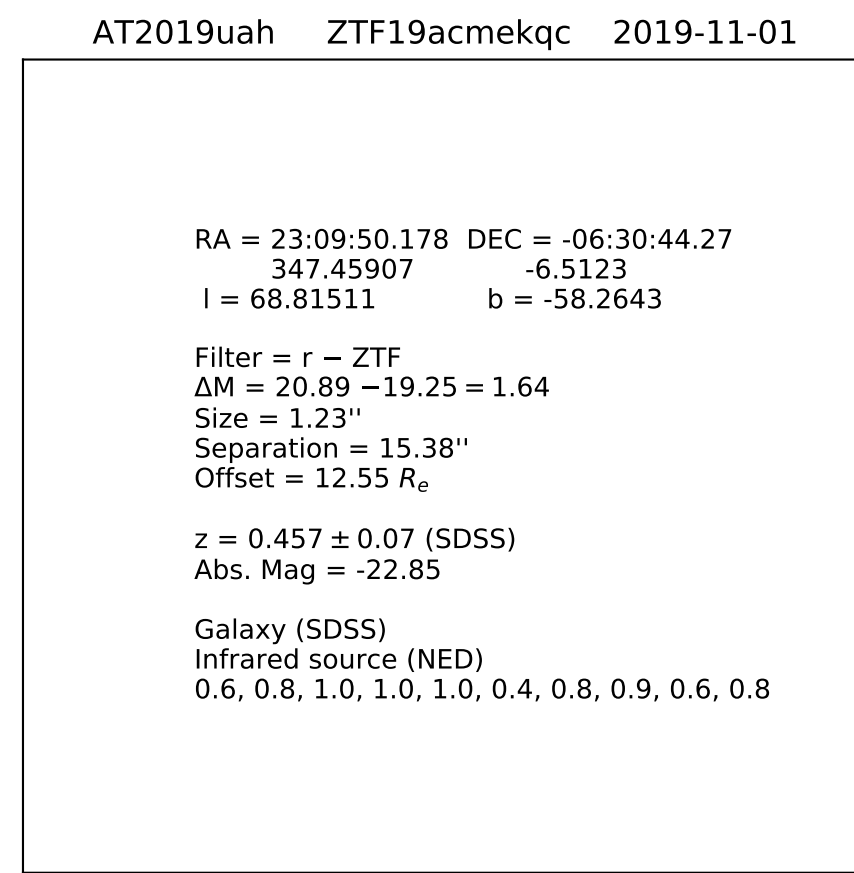 AT2019uah ZTF19acmekqc 2019-11-01
RA = 23:09:50.178 DEC = -06:30:44.27
347.45907 -6.5123
l = 68.81511 b = -58.2643
Filter = r − ZTF
ΔM = 20.89 −19.25 = 1.64
Size = 1.23''
Separation = 15.38''
Offset = 12.55 Re
z = 0.457 ± 0.07 (SDSS)
Abs. Mag = -22.85
Galaxy (SDSS)
Infrared source (NED)
0.6, 0.8, 1.0, 1.0, 1.0, 0.4, 0.8, 0.9, 0.6, 0.8